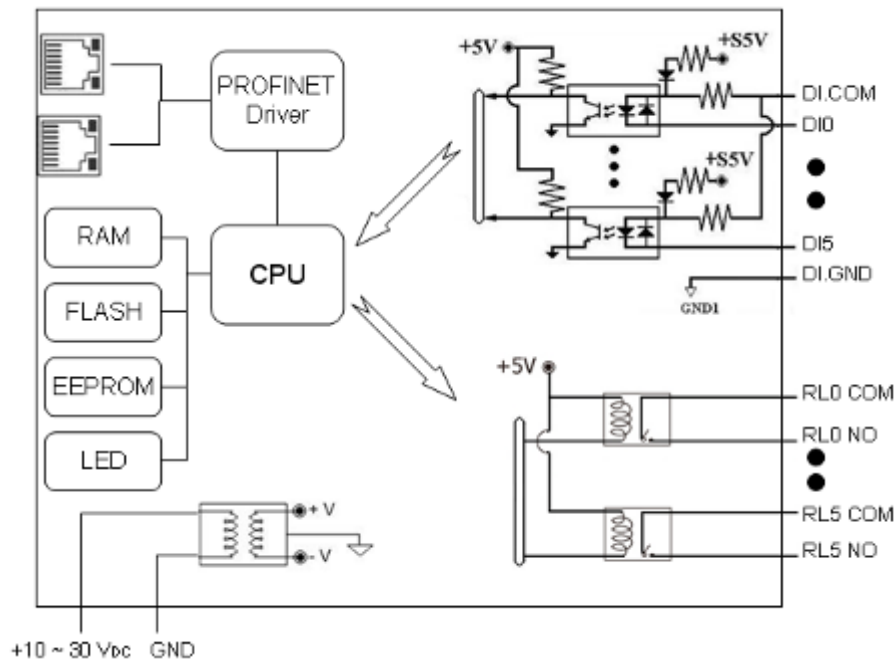 +5V
+S5V
PROFINET
Driver
DI.COM
DI0
+S5V
RAM
CPU
DI5
DI.GND
GND1
FLASH
EEPROM
+5V
RL0 COM
RL0 NO
LED
RL5 COM
+ V
RL5 NO
- V
+10 ~ 30 VDC GND